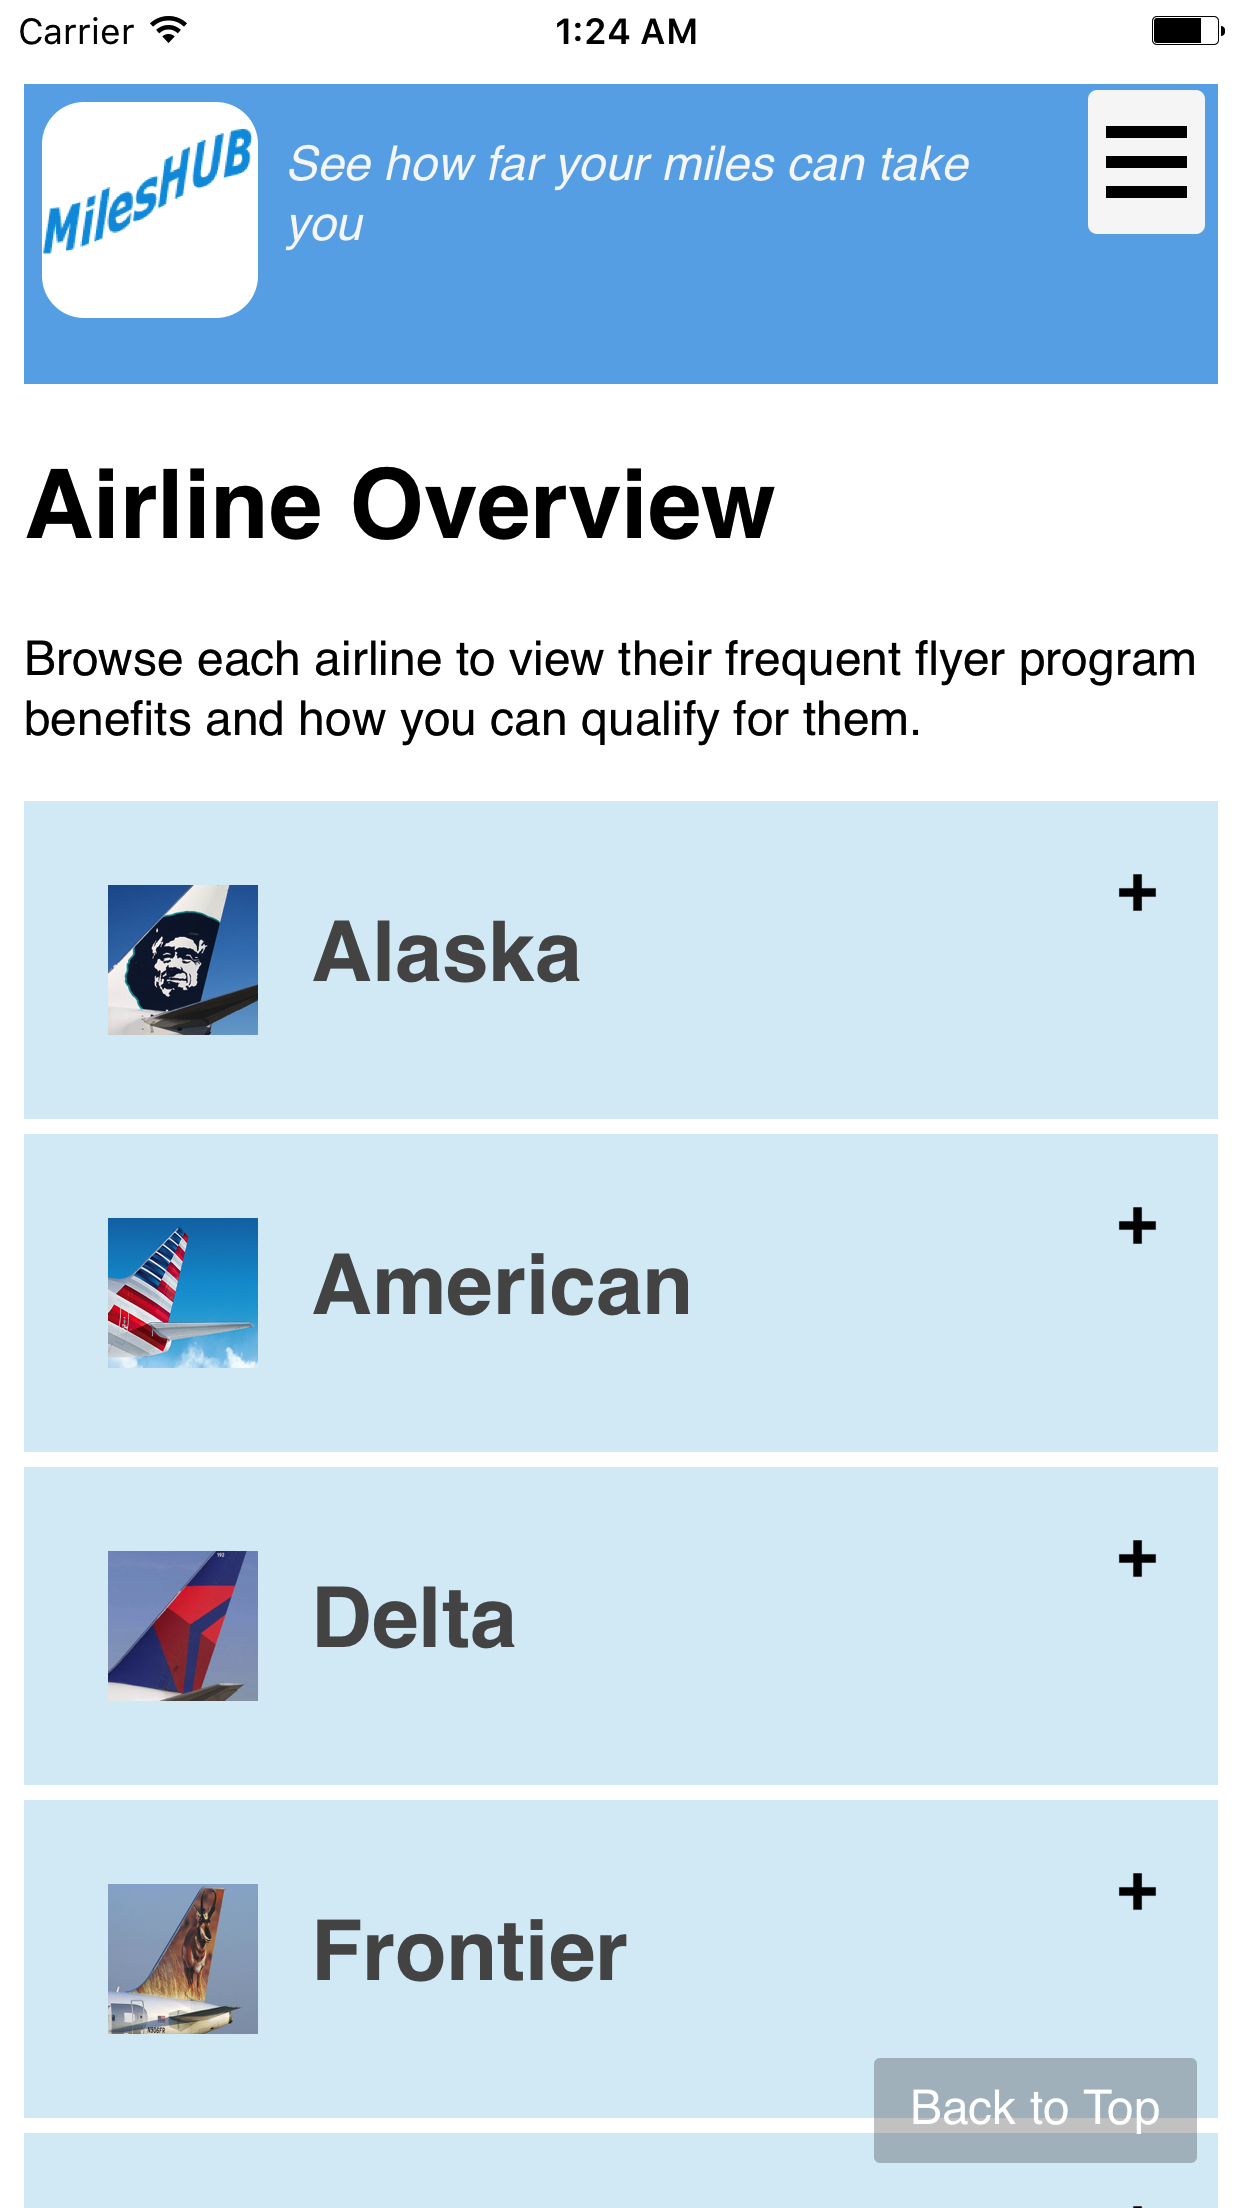 Carrier
1:24 AM
MilesHUB
See how far your miles can take
you
Airline Overview
Browse each airline to view their frequent flyer program
benefits and how you can qualify for them.
+
Alaska
+
American
+
Delta
+
Frontier
Back to Top